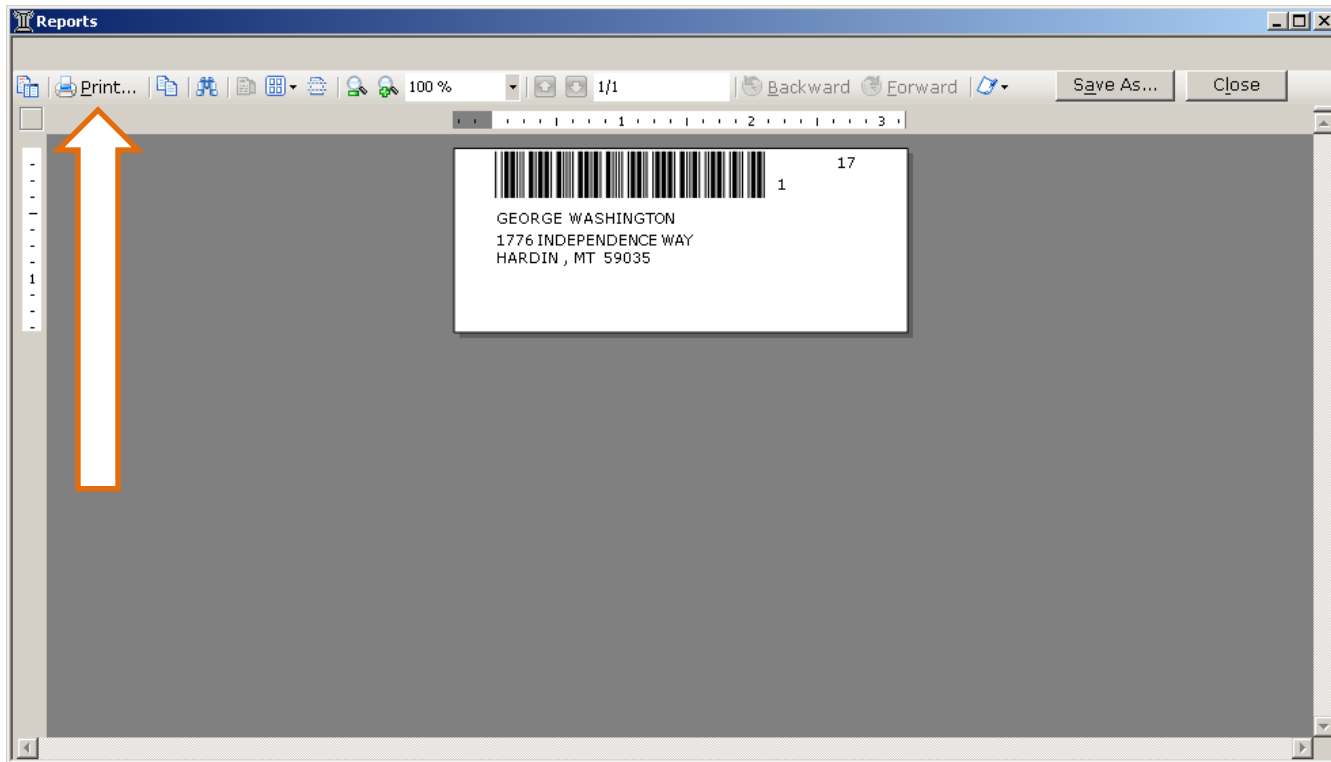 Reports
Print... 100 % 1/1 Backward Forward Save As... Close
1 2 3
1
17
1
GEORGE WASHINGTON
1776 INDEPENDENCE WAY
HARDIN , MT 59035